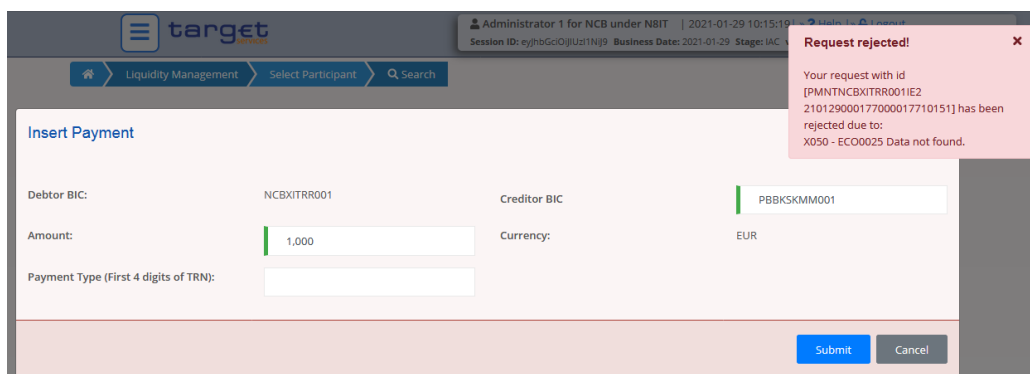 target
Administrator 1 for NCB under N8IT | 2021-01-29 10:15:19 | > ? Help | > Logout
Session ID: eyJhbGciOiJIUzI1NiJ9 Business Date: 2021-01-29 Stage: IAC
Liquidity Management
Select Participant
Search
Request rejected!
×
Your request with id
[PMNTNCBXITRR001IE2
210129000177000017710151] has been
rejected due to:
X050 - ECO0025 Data not found.
Insert Payment
Debtor BIC: NCBXITRR001 Creditor BIC PBBKSKMM001
Amount: 1,000 Currency: EUR
Payment Type (First 4 digits of TRN):
Submit Cancel